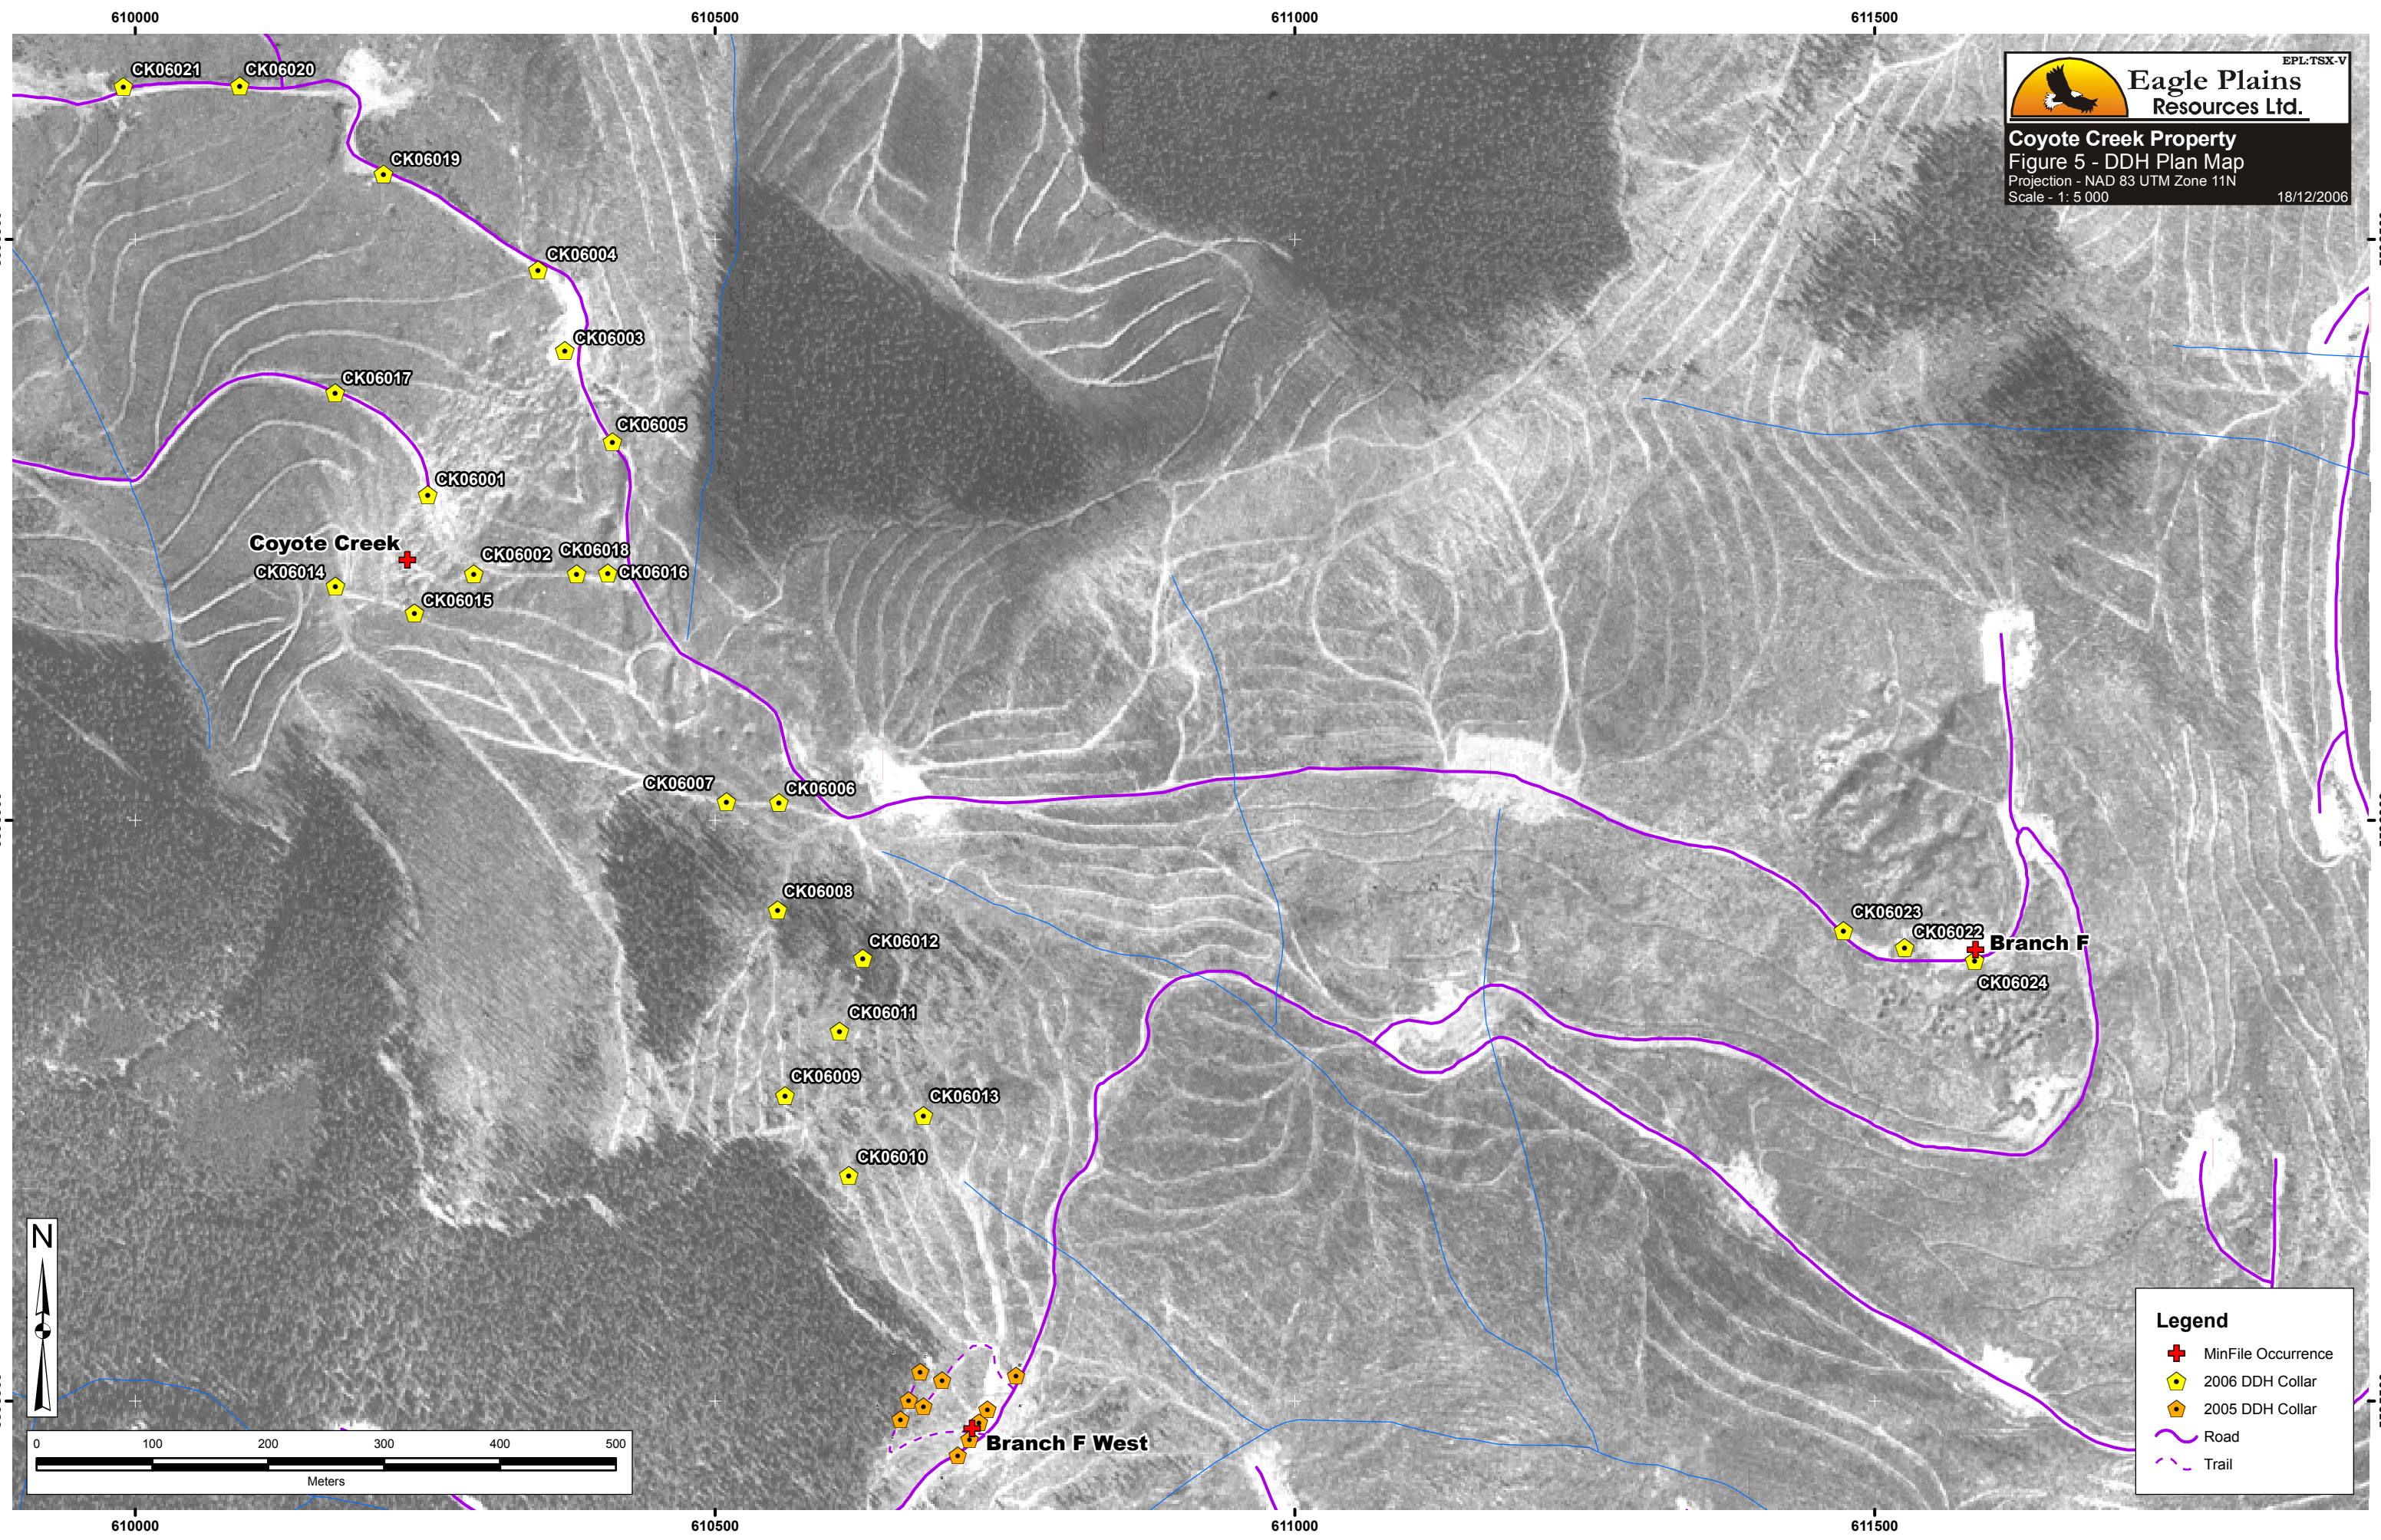 610000 610500 611000 611500
EPL:TSX-V
Eagle Plains
Resources Ltd.
Coyote Creek Property
Figure 5 - DDH Plan Map
Projection - NAD 83 UTM Zone 11N
Scale - 1: 5 000 18/12/2006
CK06021
CK06020
CK06019
CK06004
CK06003
CK06017
CK06005
CK06001
Coyote Creek
CK06002
CK06018
CK06014
CK06016
CK06015
CK06007
CK06006
CK06008
CK06023
CK06022
CK06012
Branch F
CK06024
CK06011
CK06009
CK06013
CK06010
Branch F West
N
0 100 200 300 400 500
Meters
Legend
MinFile Occurrence
2006 DDH Collar
2005 DDH Collar
Road
Trail
610000 610500 611000 611500